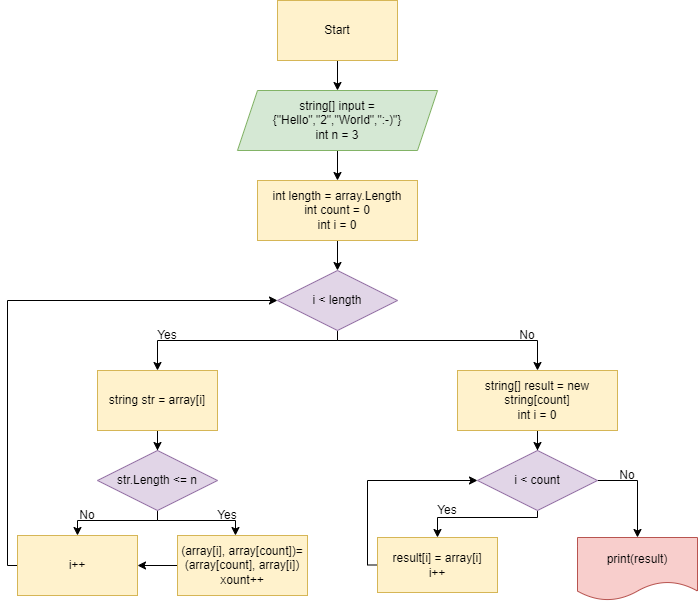 Start
string[] input =
{"Hello","2","World",":-)"}
int n = 3
int length = array.Length
int count = 0
int i = 0
i < length
Yes
No
string str = array[i]
string[] result = new
string[count]
int i = 0
str.Length <= n
i < count
No
Yes
Yes
No
i++
(array[i], array[count])=
(array[count], array[i])
xount++
result[i] = array[i]
i++
print(result)